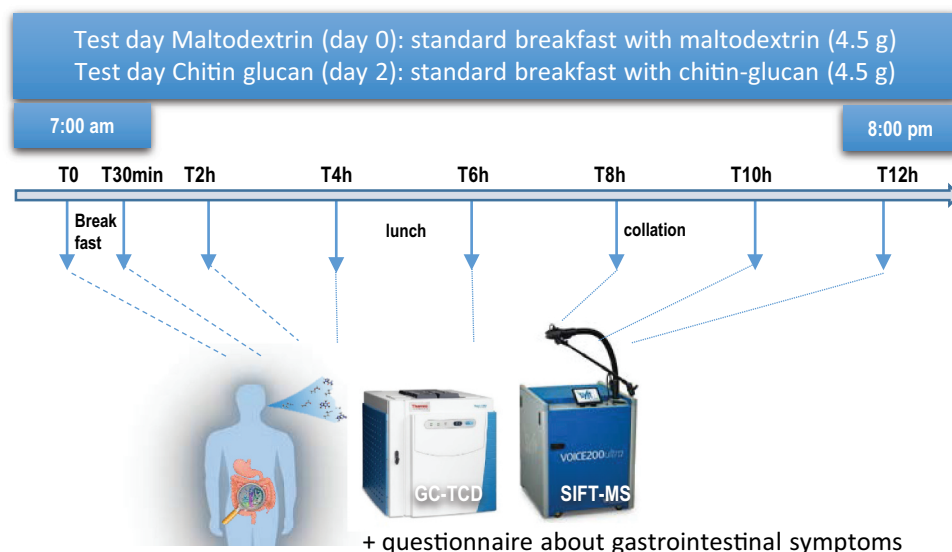 Test day Maltodextrin (day 0): standard breakfast with maltodextrin (4.5 g)
Test day Chitin glucan (day 2): standard breakfast with chitin-glucan (4.5 g)
7:00 am
8:00 pm
T0 T30min T2h T4h T6h T8h T10h T12h
Break
fast
lunch
collation
VOICE200ultra
GC-TCD
SIFT-MS
+ questionnaire about gastrointestinal symptoms